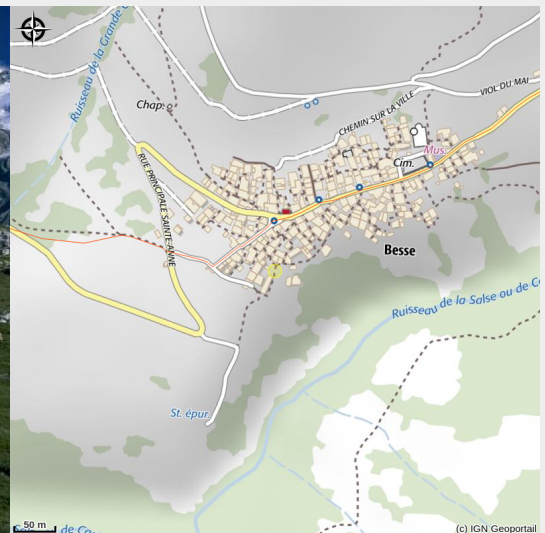 Ruisseau de la Grande C
Chap.
VIOL DU MAI
CHEMIN SUR LA VILLE
Mus.
Cim.
RUE PRINCIPALE SAINTE-ANNE
Besse
Ruisseau de la Salse ou de C
St. épur.
50 m
de Ca
(c) IGN Geoportail